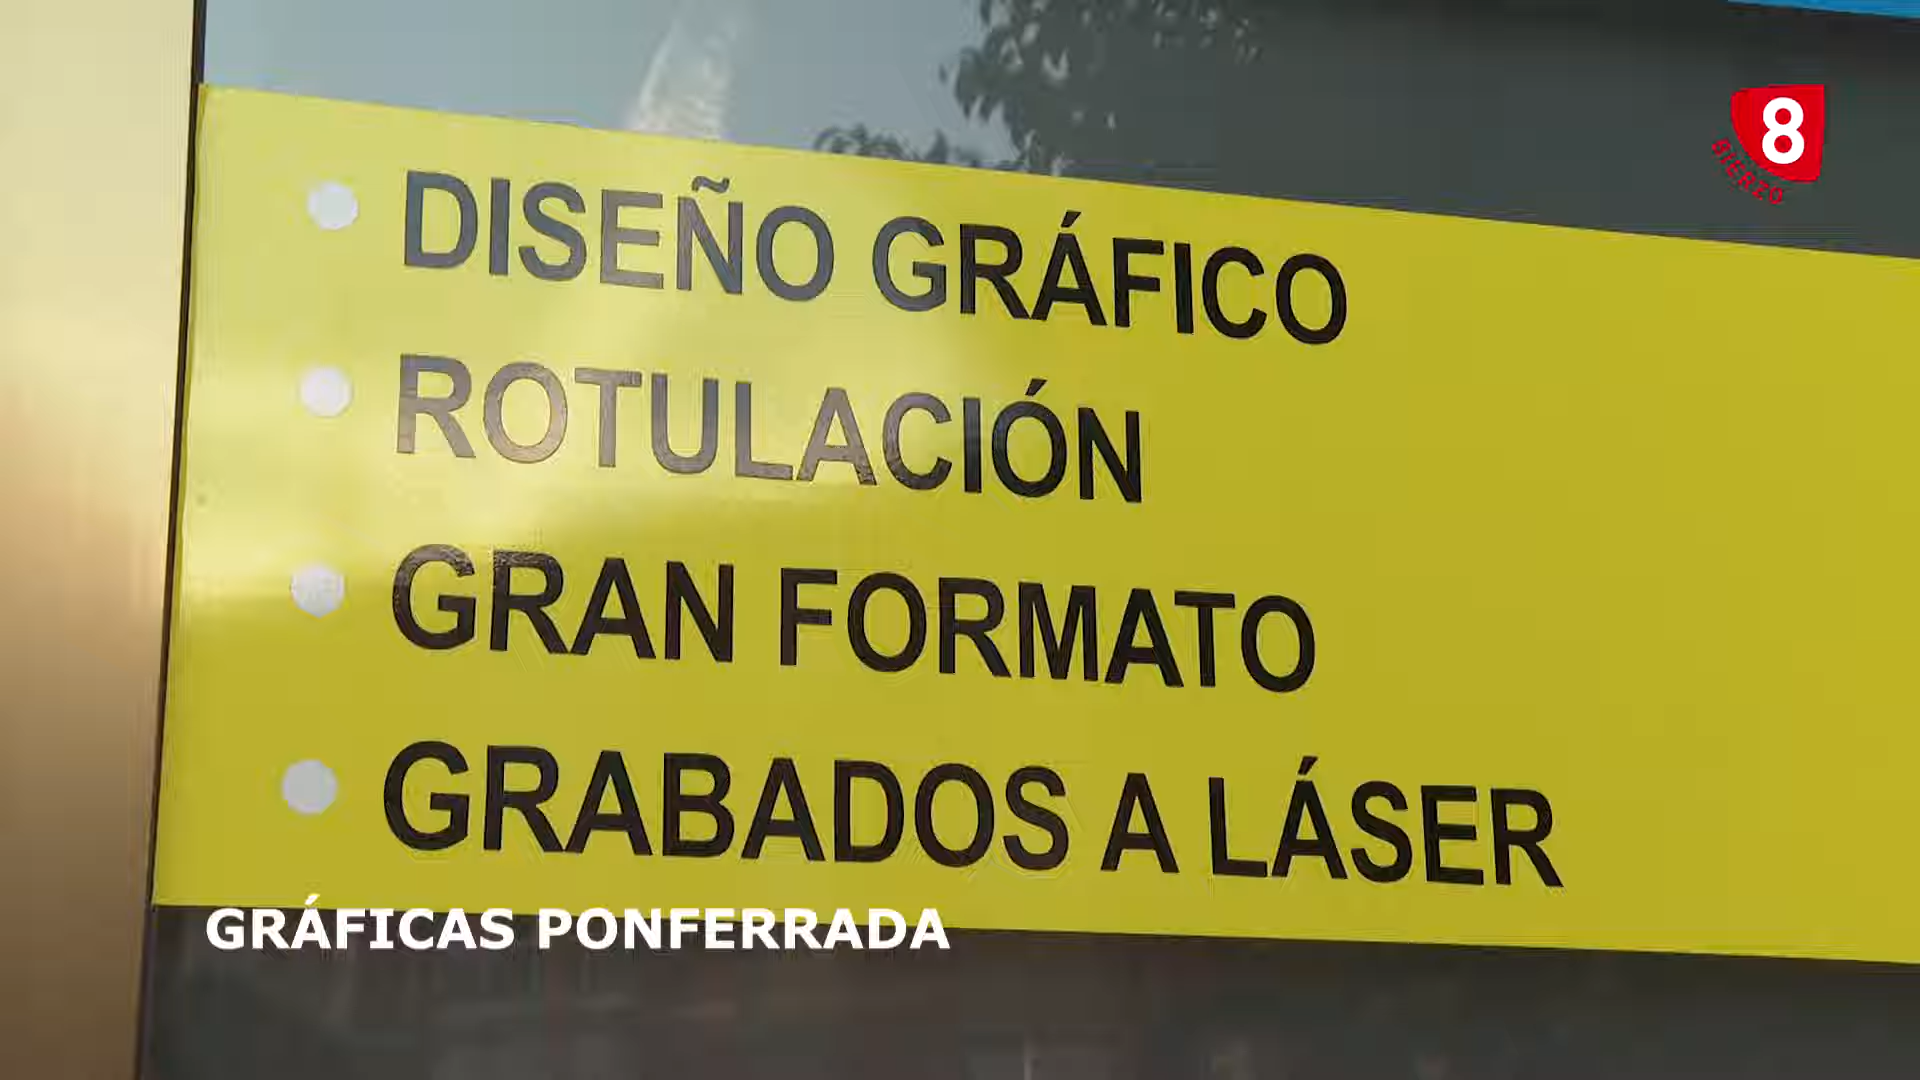 8
BIERZO
DISEÑO GRÁFICO
ROTULACIÓN
GRAN FORMATO
GRABADOS A LÁSER
GRÁFICAS PONFERRADA